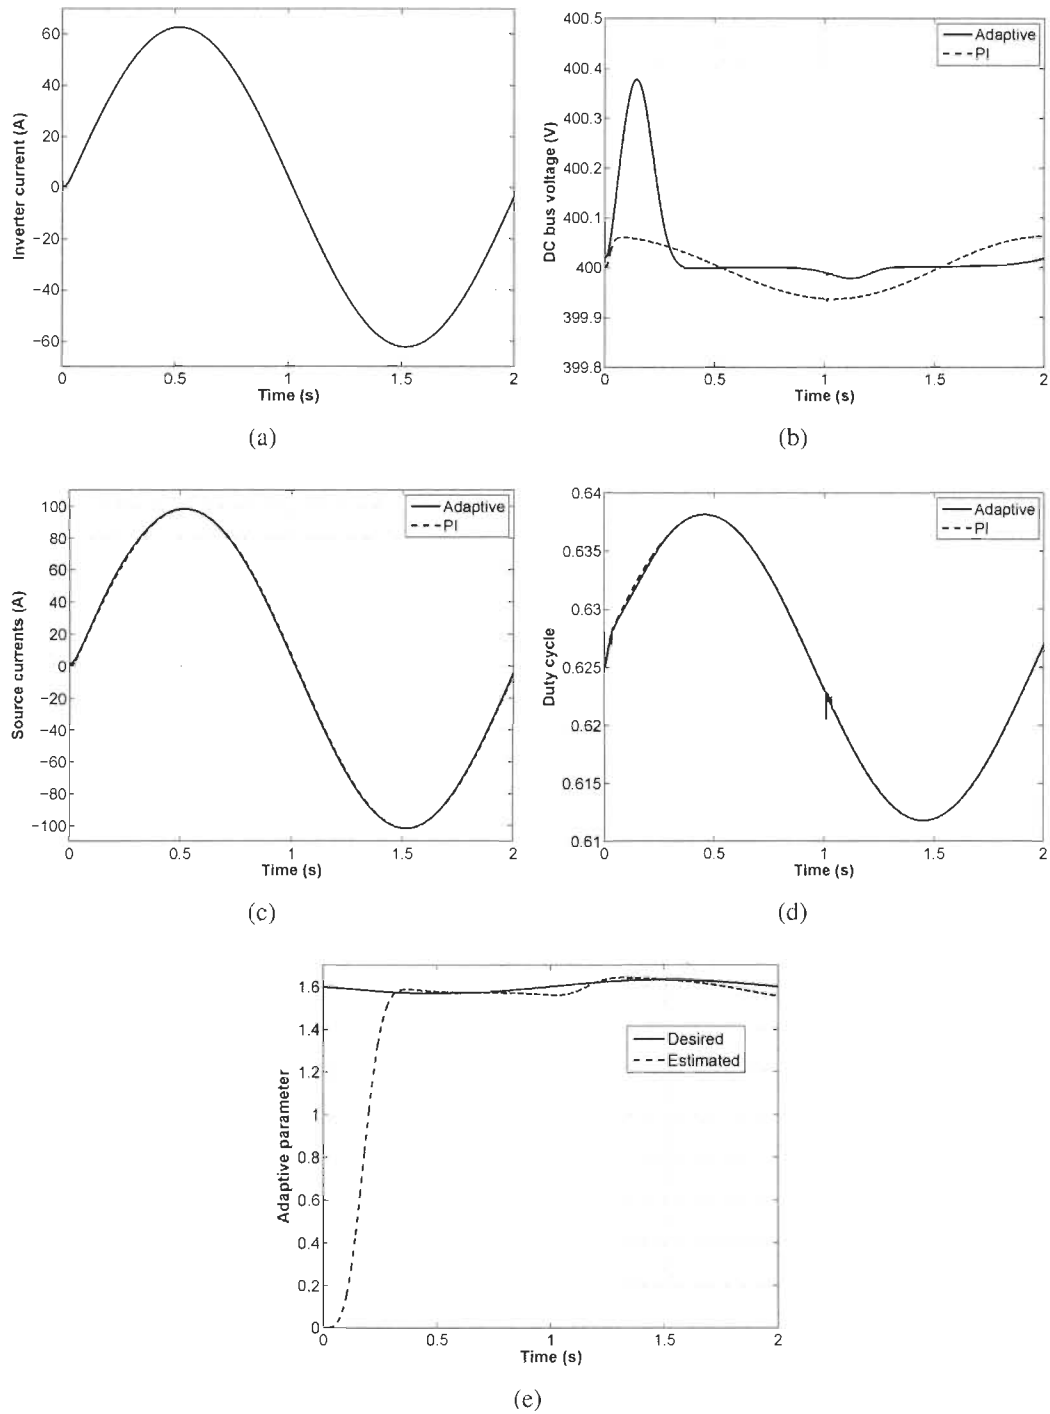 60
40
20
0
−20
−40
−60
Inverter current (A)
0 0.5 1 1.5 2
Time (s)
(a)
400.5
400.4
400.3
400.2
400.1
400
399.9
399.8
DC bus voltage (V)
Adaptive
PI
0 0.5 1 1.5 2
Time (s)
(b)
100
80
60
40
20
0
−20
−40
−60
−80
−100
Source currents (A)
Adaptive
PI
0 0.5 1 1.5 2
Time (s)
(c)
0.64
0.635
0.63
0.625
0.62
0.615
0.61
Duty cycle
Adaptive
PI
0 0.5 1 1.5 2
Time (s)
(d)
1.6
1.4
1.2
1
0.8
0.6
0.4
0.2
0
Adaptive parameter
Desired
Estimated
0 0.5 1 1.5 2
Time (s)
(e)